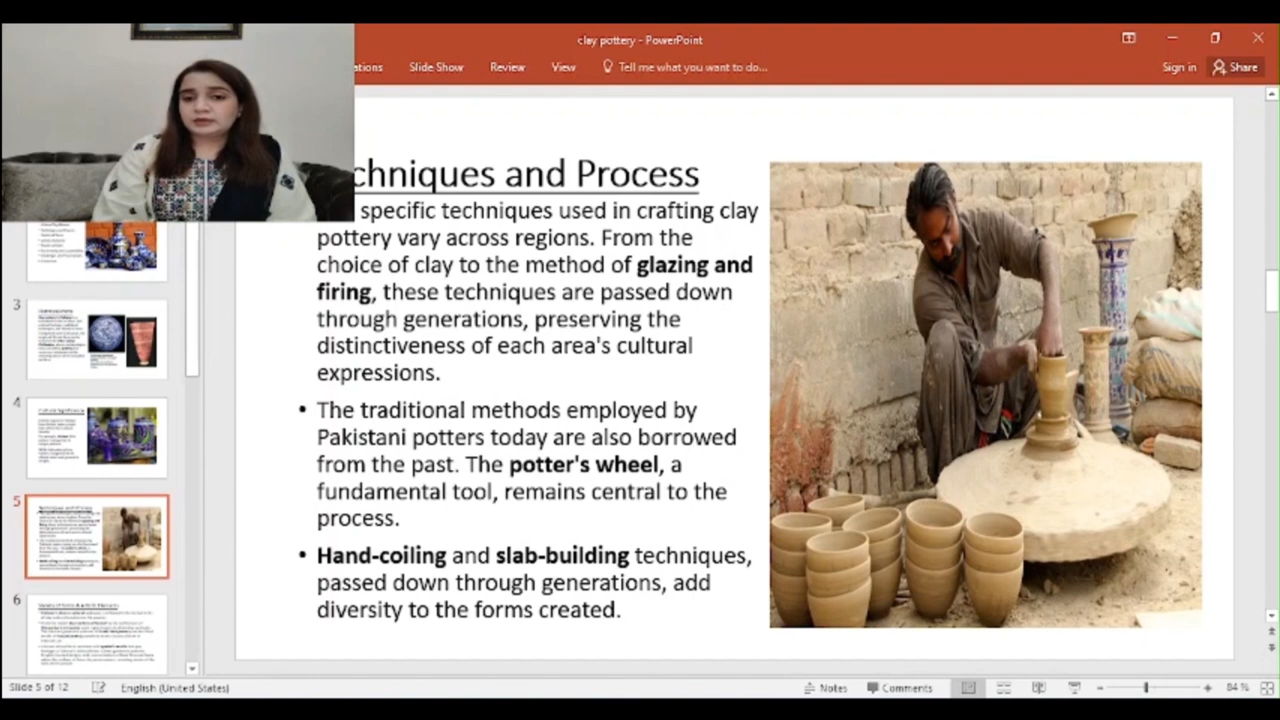 clay pottery - PowerPoint
ations Slide Show Review View Tell me what you want to do... Sign in Share
chniques and Process
specific techniques used in crafting clay
pottery vary across regions. From the
choice of clay to the method of glazing and
firing, these techniques are passed down
through generations, preserving the
distinctiveness of each area's cultural
expressions.
• The traditional methods employed by
Pakistani potters today are also borrowed
from the past. The potter's wheel, a
fundamental tool, remains central to the
process.
• Hand-coiling and slab-building techniques,
passed down through generations, add
diversity to the forms created.
3
4
5
6
Slide 5 of 12 English (United States) Notes Comments 84 %